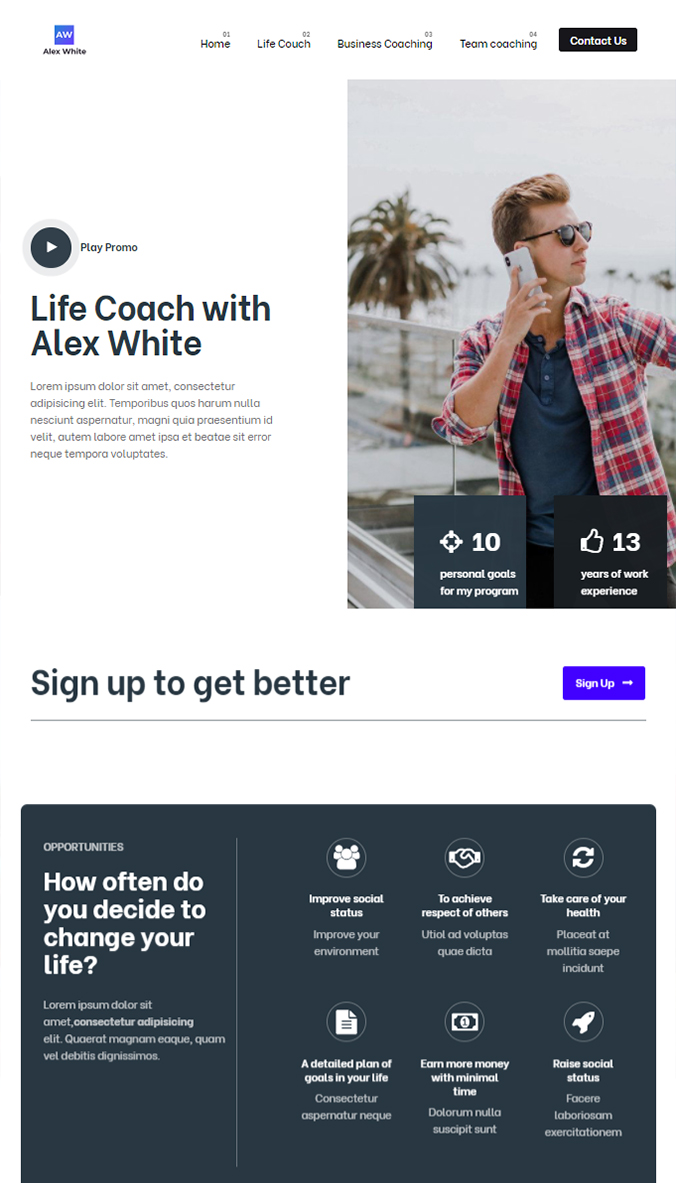 AW
Alex White
01
Home
02
Life Couch
03
Business Coaching
04
Team coaching
Contact Us
Play Promo
Life Coach with
Alex White
Lorem ipsum dolor sit amet, consectetur
adipisicing elit. Temporibus quos harum nulla
nesciunt aspernatur, magni quia praesentium id
velit, autem labore amet ipsa et beatae sit error
neque tempora voluptates.
10
personal goals
for my program
13
years of work
experience
Sign up to get better
Sign Up
OPPORTUNITIES
How often do
you decide to
change your
life?
Lorem ipsum dolor sit
amet,consectetur adipisicing
elit. Quaerat magnam eaque, quam
vel debitis dignissimos.
Improve social
status
Improve your
environment
To achieve
respect of others
Utiol ad voluptas
quae dicta
Take care of your
health
Placeat at
mollitia saepe
incidunt
A detailed plan of
goals in your life
Consectetur
aspernatur neque
Earn more money
with minimal
time
Dolorum nulla
suscipit sunt
Raise social
status
Facere
laboriosam
exercitationem